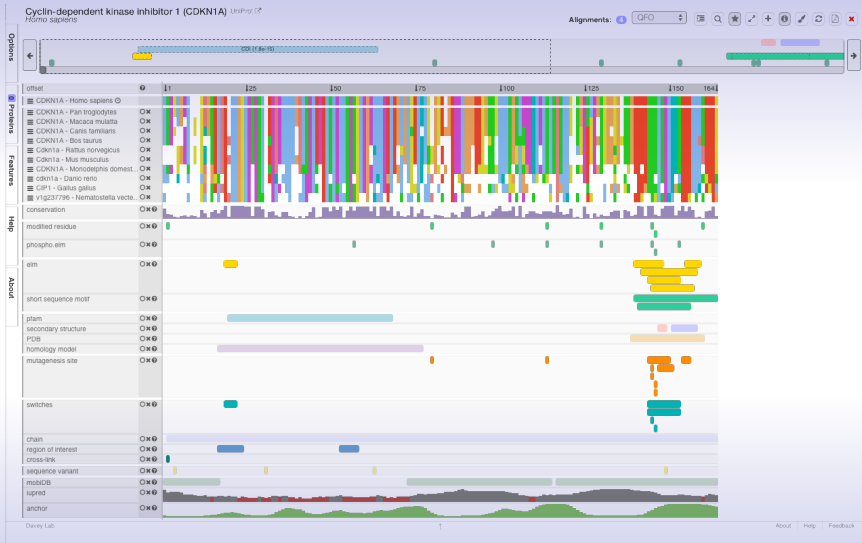 Cyclin-dependent kinase inhibitor 1 (CDKN1A) UniProt
Homo sapiens
Alignments: 4 QFO
Options
Proteins
Features
Help
About
CDI (1.8e-16)
offset 1 25 50 75 100 125 150 164
CDKN1A - Homo sapiens
CDKN1A - Pan troglodytes
CDKN1A - Macaca mulatta
CDKN1A - Canis familiaris
CDKN1A - Bos taurus
Cdkn1a - Rattus norvegicus
Cdkn1a - Mus musculus
CDKN1A - Monodelphis domest...
cdkn1a - Danio rerio
CIP1 - Gallus gallus
v1g237796 - Nematostella vecte...
conservation
modified residue
phospho.elm
elm
short sequence motif
pfam
secondary structure
PDB
homology model
mutagenesis site
switches
chain
region of interest
cross-link
sequence variant
mobiDB
iupred
anchor
Davey Lab
About Help Feedback